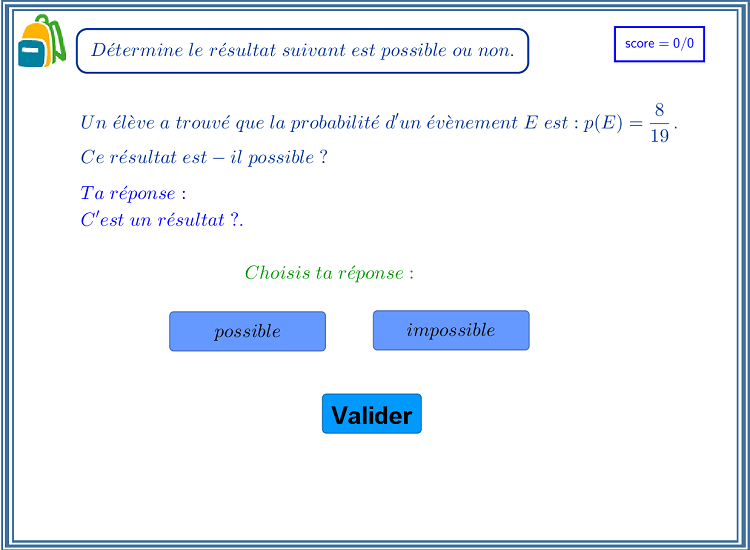 Détermine le résultat suivant est possible ou non.
score = 0/0
Un élève a trouvé que la probabilité d'un évènement E est : p(E) = 8/19.
Ce résultat est − il possible ?
Ta réponse :
C'est un résultat ?.
Choisis ta réponse :
possible
impossible
Valider